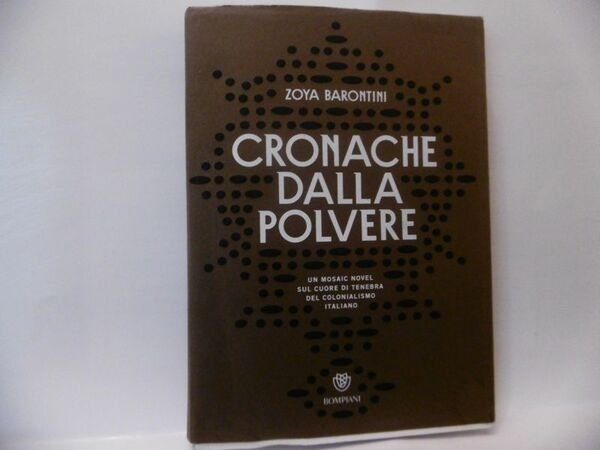 ZOYA BARONTINI
CRONACHE
DALLA
POLVERE
UN MOSAIC NOVEL
SUL CUORE DI TENEBRA
DEL COLONIALISMO
ITALIANO
BOMPIANI